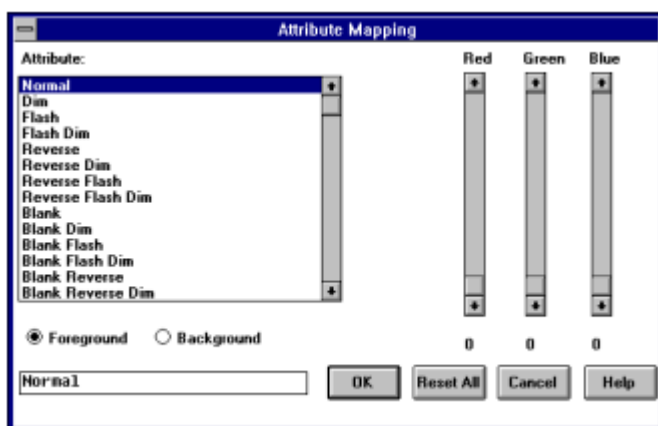 Attribute Mapping
Attribute:
Red Green Blue
Normal
Dim
Flash
Flash Dim
Reverse
Reverse Dim
Reverse Flash
Reverse Flash Dim
Blank
Blank Dim
Blank Flash
Blank Flash Dim
Blank Reverse
Blank Reverse Dim
Foreground Background
0 0 0
Normal
OK Reset All Cancel Help